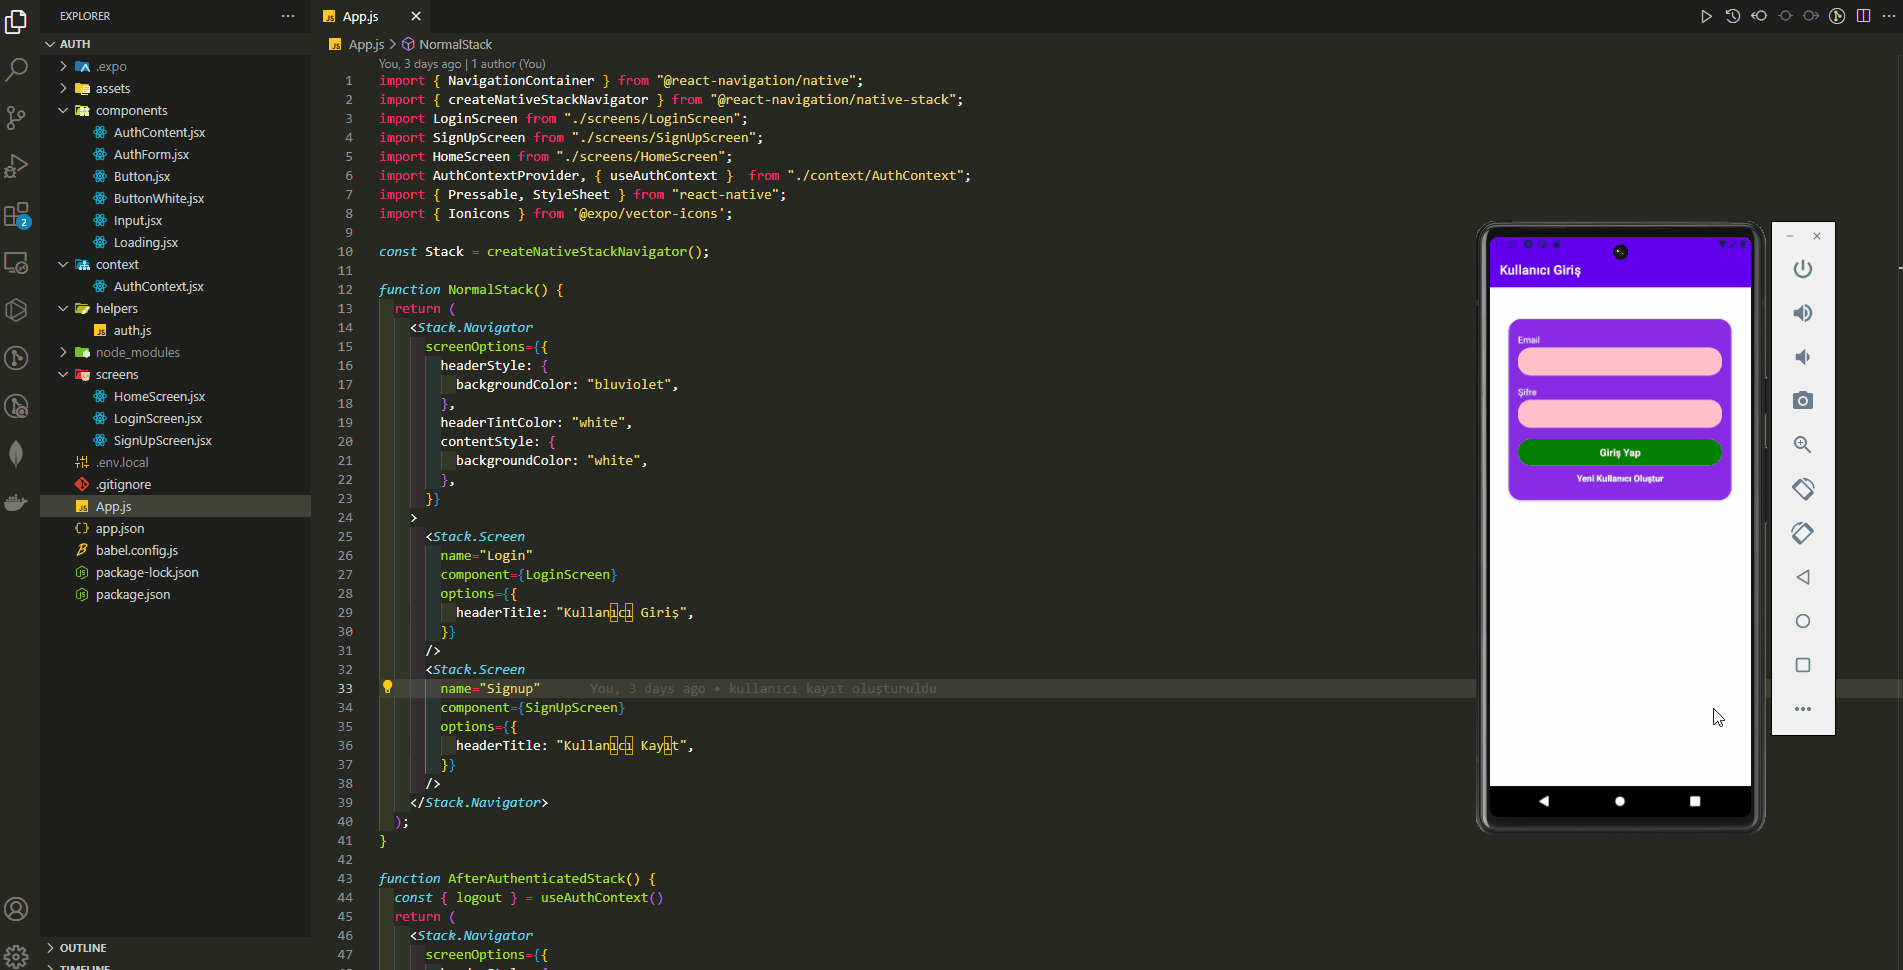 EXPLORER
AUTH
.expo
assets
components
AuthContent.jsx
AuthForm.jsx
Button.jsx
ButtonWhite.jsx
Input.jsx
Loading.jsx
context
AuthContext.jsx
helpers
auth.js
node_modules
screens
HomeScreen.jsx
LoginScreen.jsx
SignUpScreen.jsx
.env.local
.gitignore
App.js
app.json
babel.config.js
package-lock.json
package.json
OUTLINE
TIMELINE
2
App.js
App.js > NormalStack
You, 3 days ago | 1 author (You)
1 import { NavigationContainer } from "@react-navigation/native";
2 import { createNativeStackNavigator } from "@react-navigation/native-stack";
3 import LoginScreen from "./screens/LoginScreen";
4 import SignUpScreen from "./screens/SignUpScreen";
5 import HomeScreen from "./screens/HomeScreen";
6 import AuthContextProvider, { useAuthContext }  from "./context/AuthContext";
7 import { Pressable, StyleSheet } from "react-native";
8 import { Ionicons } from '@expo/vector-icons';
9
10 const Stack = createNativeStackNavigator();
11
12 function NormalStack() {
13 return (
14 <Stack.Navigator
15 screenOptions={{
16 headerStyle: {
17 backgroundColor: "bluviolet",
18 },
19 headerTintColor: "white",
20 contentStyle: {
21 backgroundColor: "white",
22 },
23 }}
24 >
25 <Stack.Screen
26 name="Login"
27 component={LoginScreen}
28 options={{
29 headerTitle: "Kullanıcı Giriş",
30 }}
31 />
32 <Stack.Screen
33 name="Signup" You, 3 days ago • kullanıcı kayıt oluşturuldu
34 component={SignUpScreen}
35 options={{
36 headerTitle: "Kullanıcı Kayıt",
37 }}
38 />
39 </Stack.Navigator>
40 );
41 }
42
43 function AfterAuthenticatedStack() {
44 const { logout } = useAuthContext()
45 return (
46 <Stack.Navigator
47 screenOptions={{
Kullanıcı Giriş
Email
Şifre
Giriş Yap
Yeni Kullanıcı Oluştur